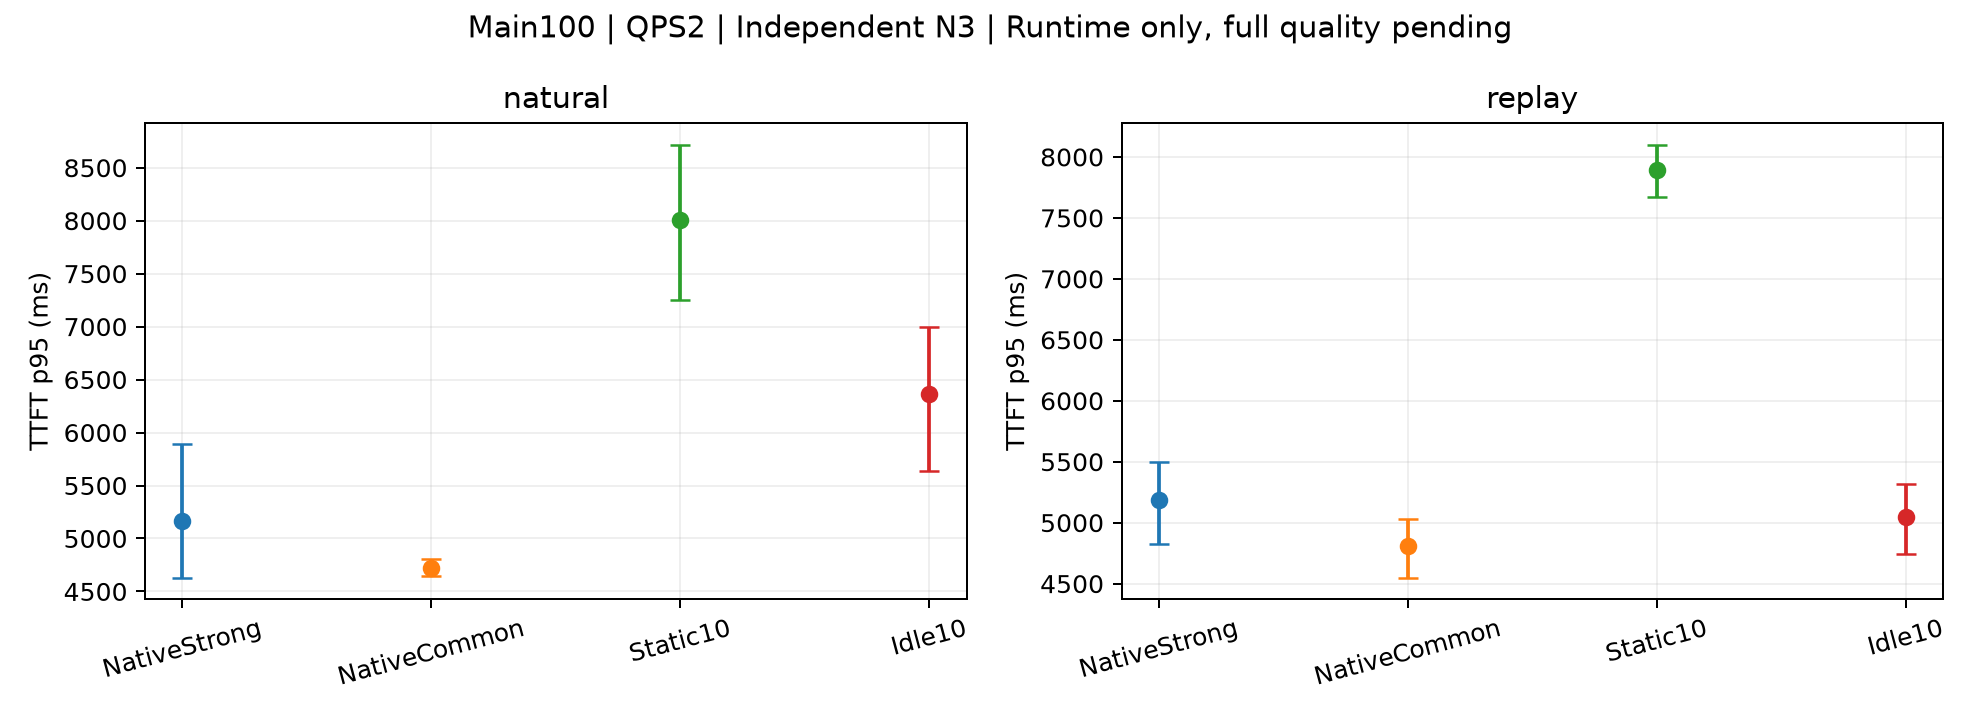 Main100 | QPS2 | Independent N3 | Runtime only, full quality pending
natural
TTFT p95 (ms)
8500
8000
7500
7000
6500
6000
5500
5000
4500
NativeStrong
NativeCommon
Static10
Idle10
replay
TTFT p95 (ms)
8000
7500
7000
6500
6000
5500
5000
4500
NativeStrong
NativeCommon
Static10
Idle10